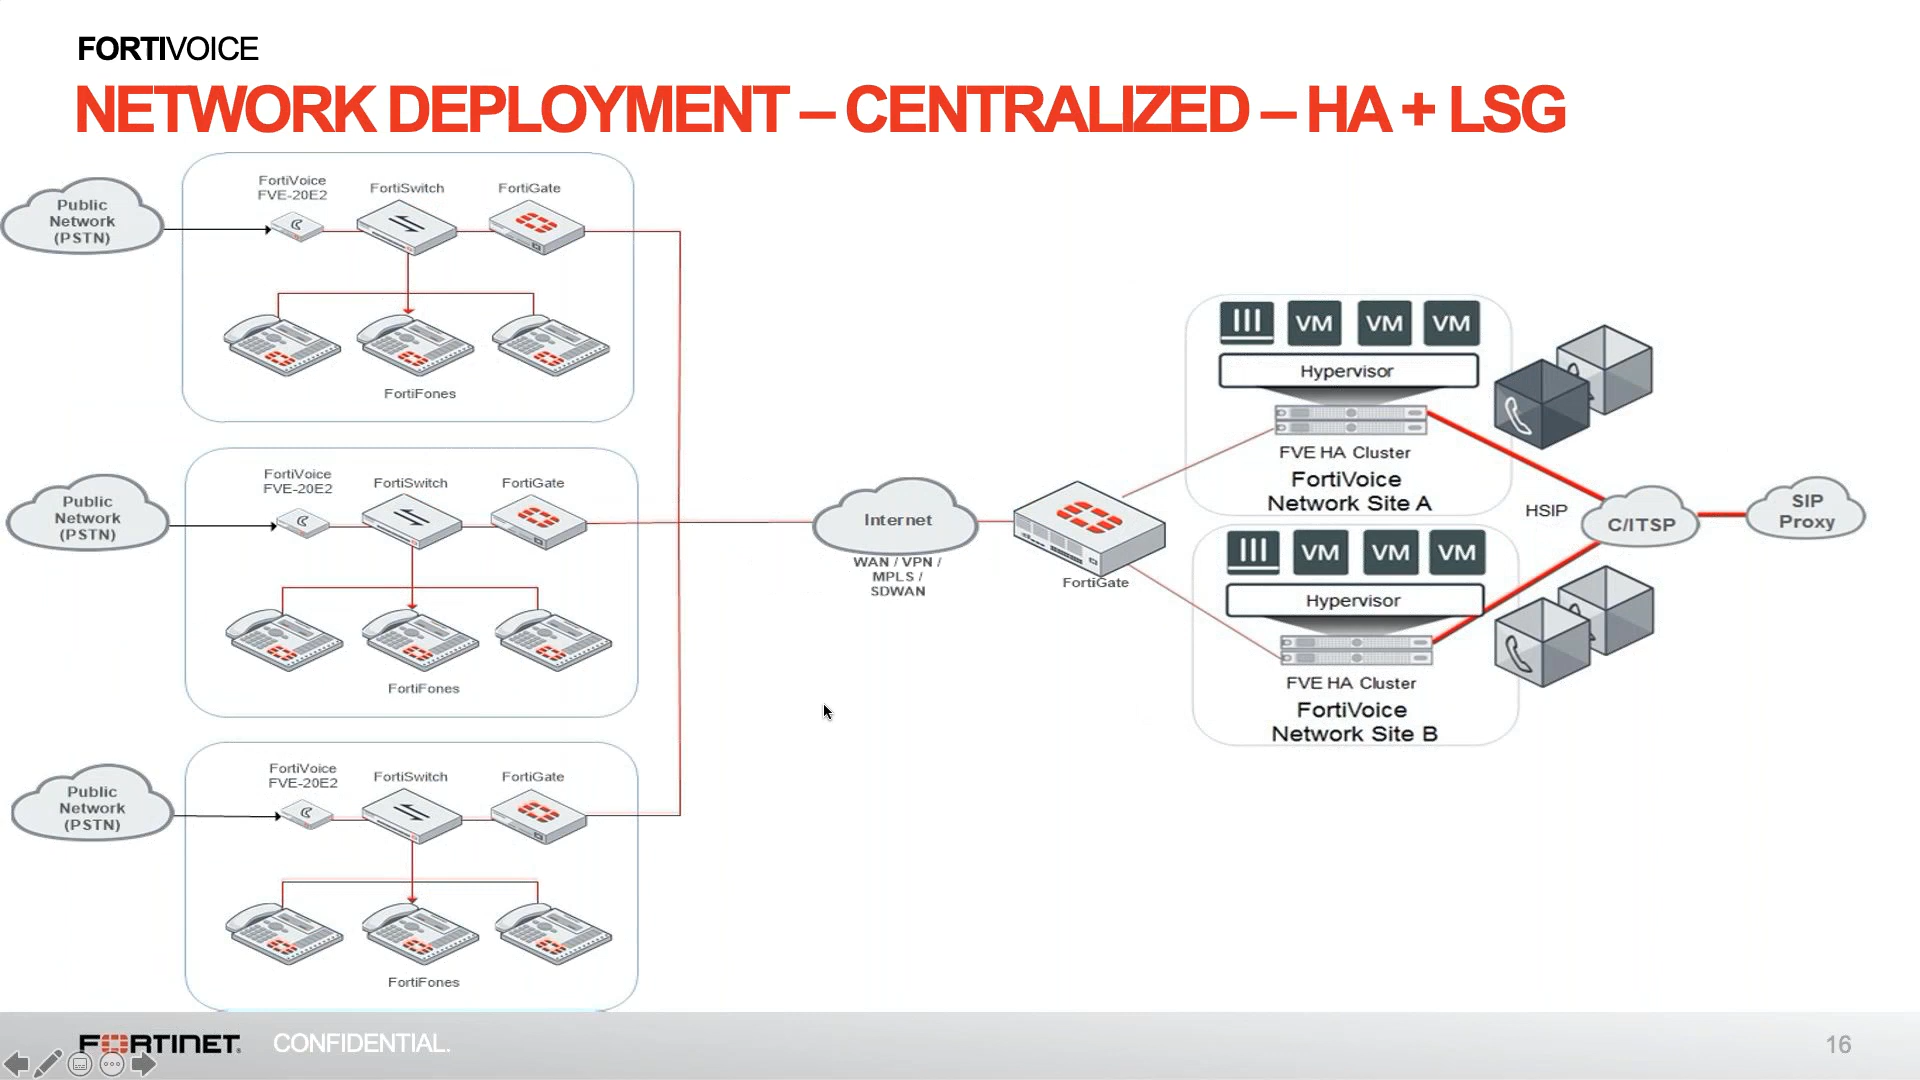 FORTIVOICE
NETWORK DEPLOYMENT – CENTRALIZED – HA + LSG
Public
Network
(PSTN)
FortiVoice
FVE-20E2
FortiSwitch
FortiGate
FortiFones
Public
Network
(PSTN)
FortiVoice
FVE-20E2
FortiSwitch
FortiGate
FortiFones
Public
Network
(PSTN)
FortiVoice
FVE-20E2
FortiSwitch
FortiGate
FortiFones
Internet
WAN / VPN /
MPLS /
SDWAN
FortiGate
VM VM VM
Hypervisor
FVE HA Cluster
FortiVoice
Network Site A
VM VM VM
Hypervisor
FVE HA Cluster
FortiVoice
Network Site B
HSIP
C/ITSP
SIP
Proxy
FORTINET. CONFIDENTIAL.
16